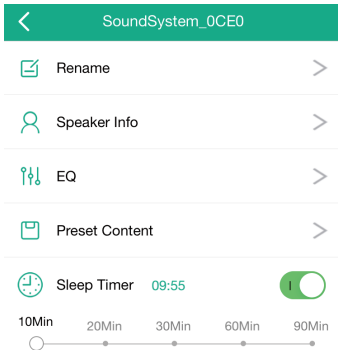 SoundSystem_0CE0
Rename
Speaker Info
EQ
Preset Content
Sleep Timer 09:55
10Min 20Min 30Min 60Min 90Min